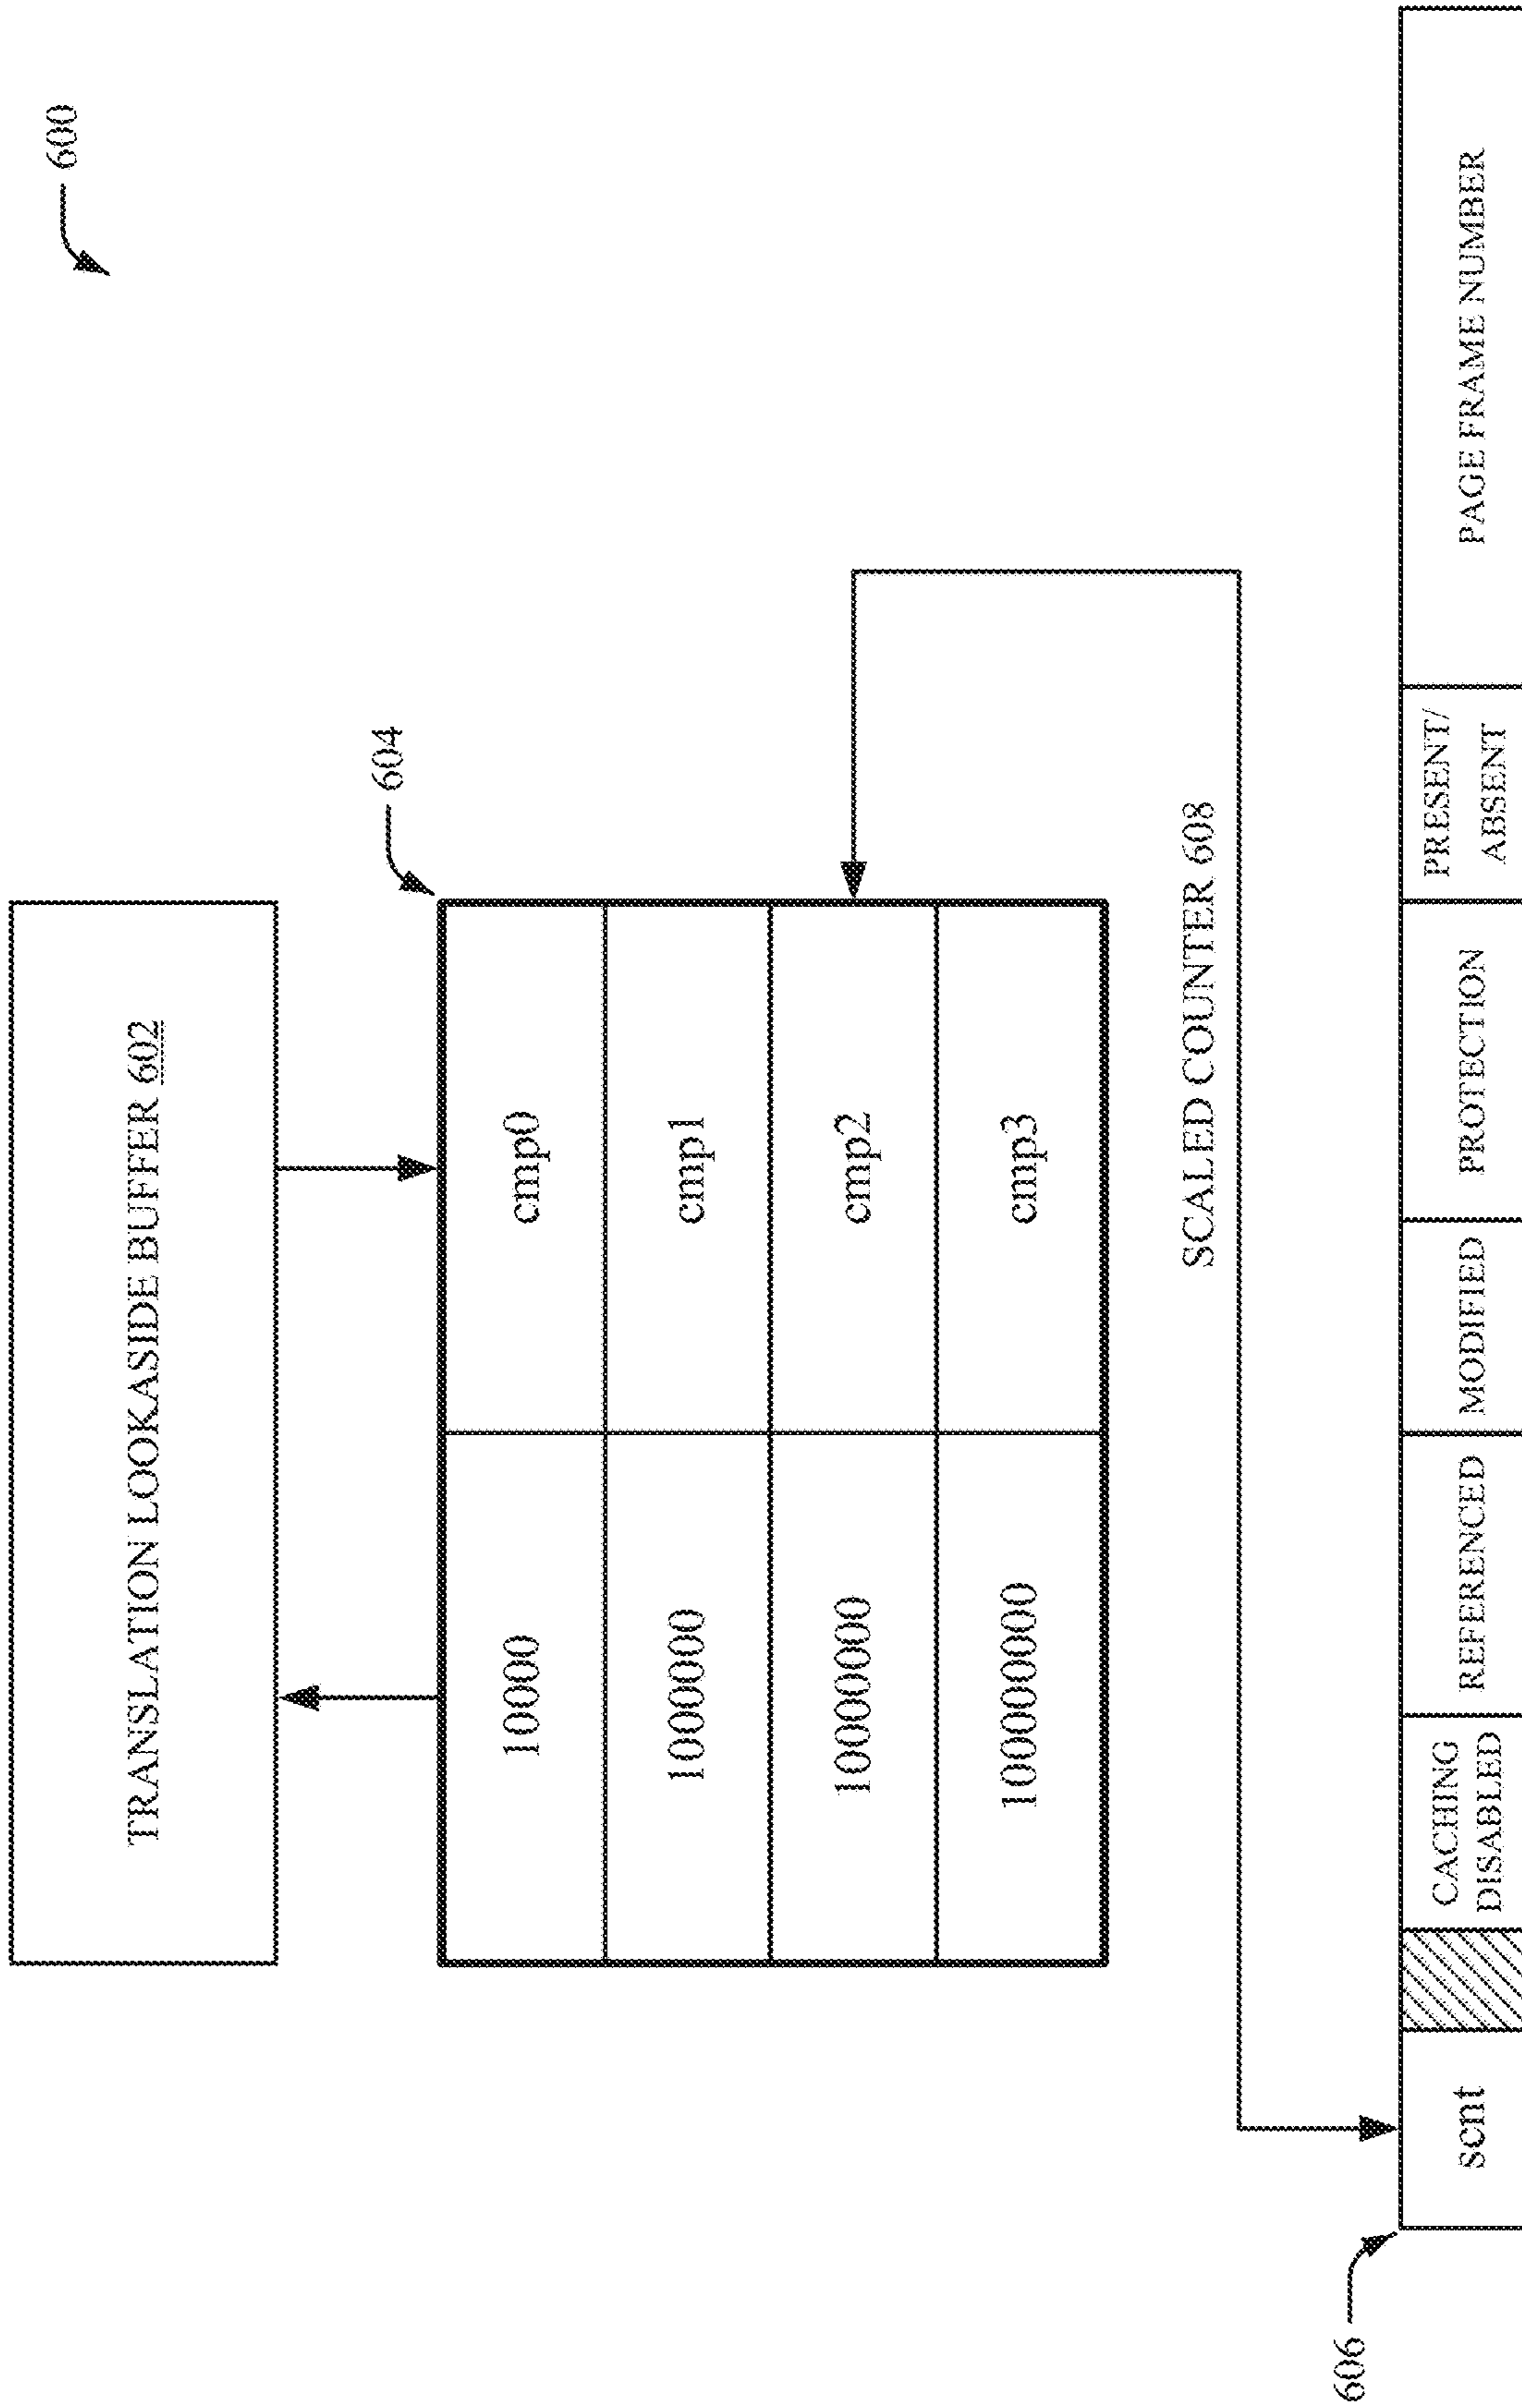 600
TRANSLATION LOOKASIDE BUFFER 602
604
10000
cmp0
1000000
cmp1
10000000
cmp2
100000000
cmp3
SCALED COUNTER 608
606
scnt
CACHING
DISABLED
REFERENCED
MODIFIED
PROTECTION
PRESENT/
ABSENT
PAGE FRAME NUMBER